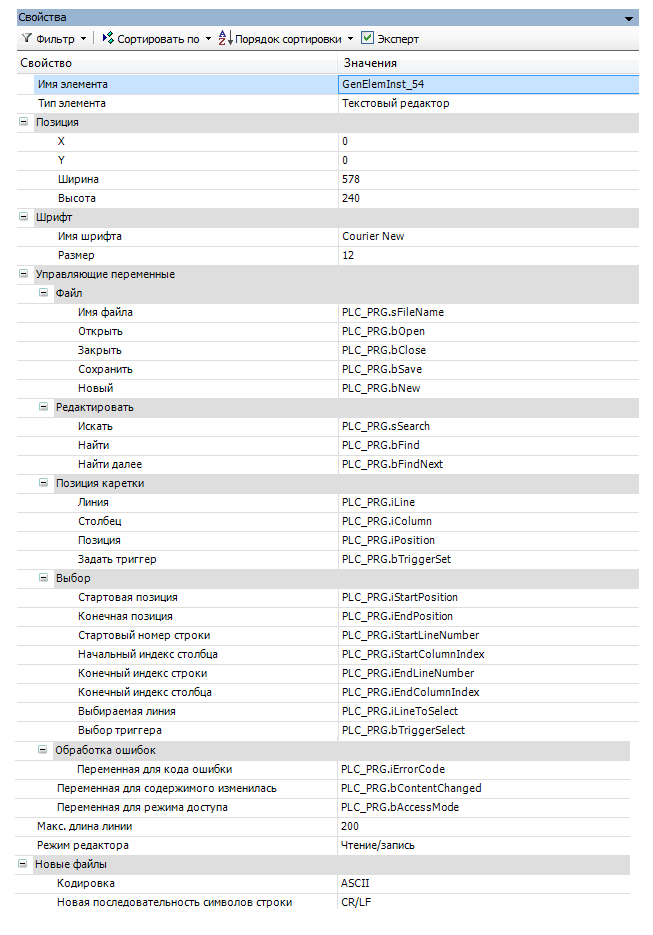 Свойства
Фильтр Сортировать по Порядок сортировки Эксперт
Свойство Значения
Имя элемента GenElemInst_54
Тип элемента Текстовый редактор
Позиция
X 0
Y 0
Ширина 578
Высота 240
Шрифт
Имя шрифта Courier New
Размер 12
Управляющие переменные
Файл
Имя файла PLC_PRG.sFileName
Открыть PLC_PRG.bOpen
Закрыть PLC_PRG.bClose
Сохранить PLC_PRG.bSave
Новый PLC_PRG.bNew
Редактировать
Искать PLC_PRG.sSearch
Найти PLC_PRG.bFind
Найти далее PLC_PRG.bFindNext
Позиция каретки
Линия PLC_PRG.iLine
Столбец PLC_PRG.iColumn
Позиция PLC_PRG.iPosition
Задать триггер PLC_PRG.bTriggerSet
Выбор
Стартовая позиция PLC_PRG.iStartPosition
Конечная позиция PLC_PRG.iEndPosition
Стартовый номер строки PLC_PRG.iStartLineNumber
Начальный индекс столбца PLC_PRG.iStartColumnIndex
Конечный индекс строки PLC_PRG.iEndLineNumber
Конечный индекс столбца PLC_PRG.iEndColumnIndex
Выбираемая линия PLC_PRG.iLineToSelect
Выбор триггера PLC_PRG.bTriggerSelect
Обработка ошибок
Переменная для кода ошибки PLC_PRG.iErrorCode
Переменная для содержимого изменилась PLC_PRG.bContentChanged
Переменная для режима доступа PLC_PRG.bAccessMode
Макс. длина линии 200
Режим редактора Чтение/запись
Новые файлы
Кодировка ASCII
Новая последовательность символов строки CR/LF